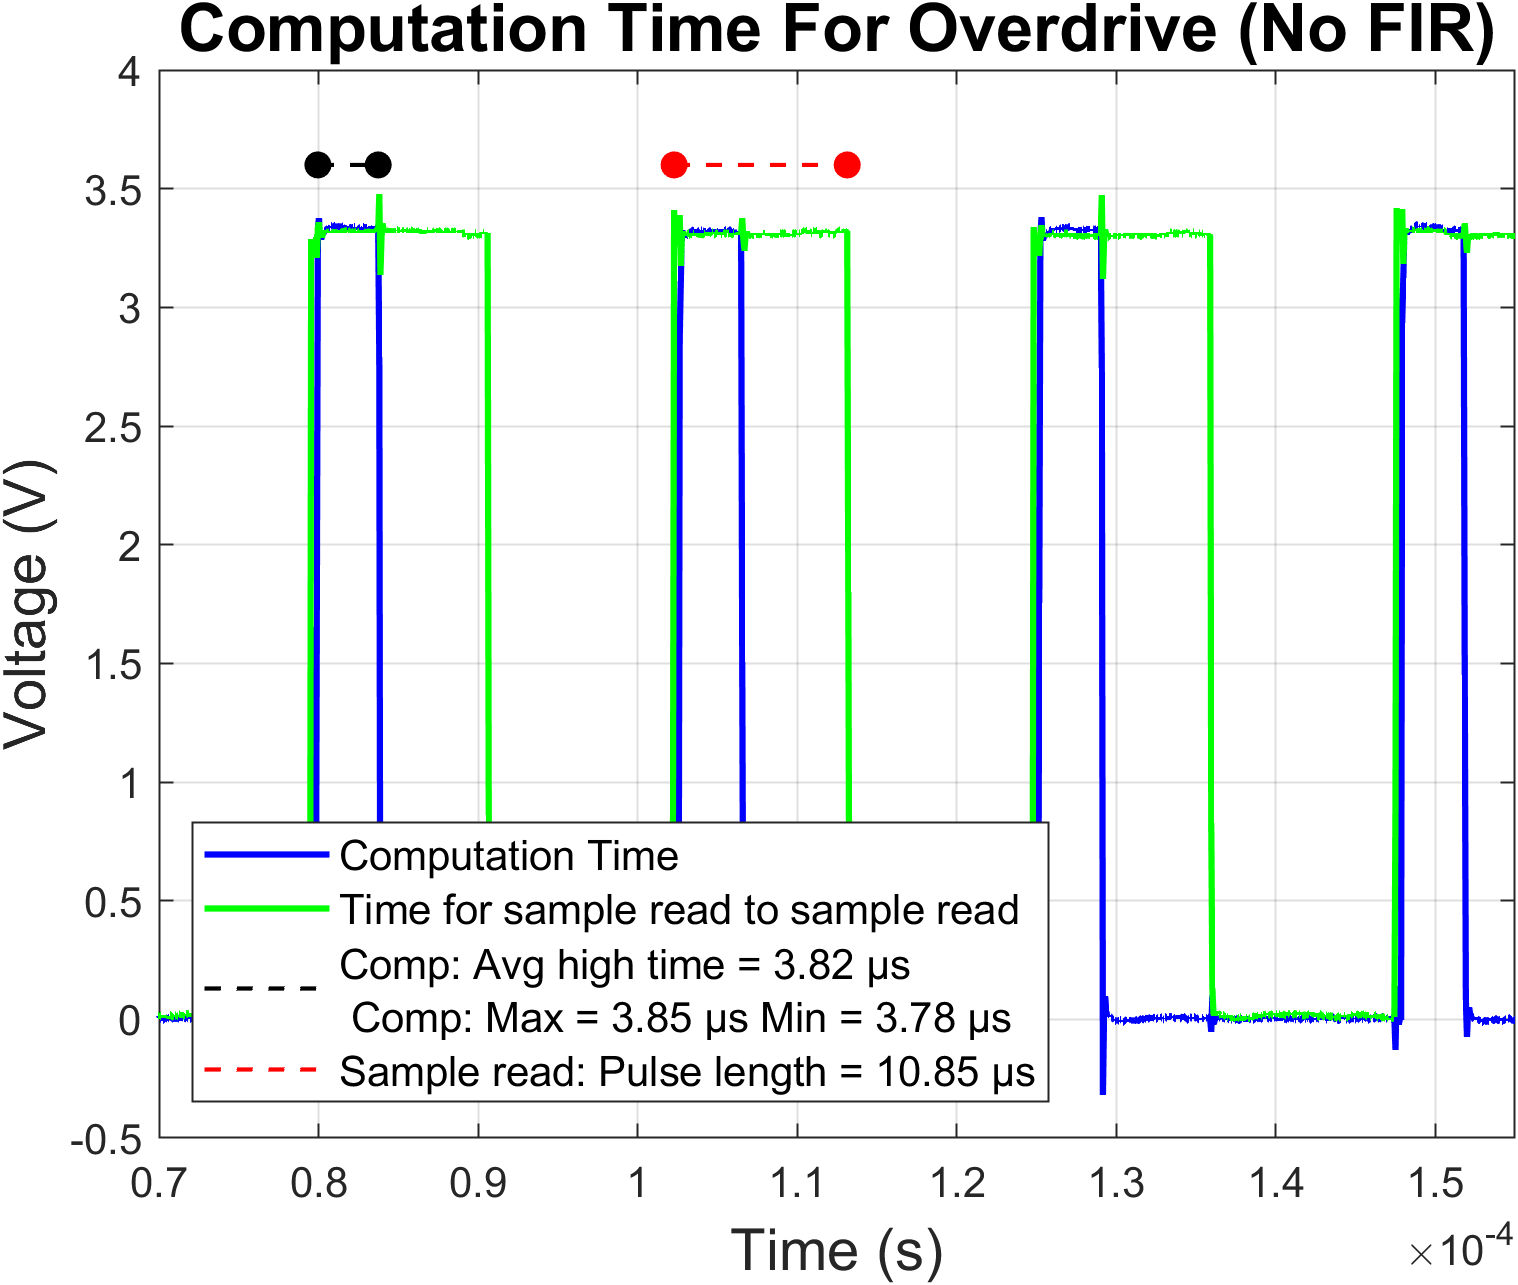 Computation Time For Overdrive (No FIR)
4
3.5
3
2.5
2
1.5
1
0.5
0
-0.5
Voltage (V)
Computation Time
Time for sample read to sample read
Comp: Avg high time = 3.82 µs
Comp: Max = 3.85 µs Min = 3.78 µs
Sample read: Pulse length = 10.85 µs
0.7 0.8 0.9 1 1.1 1.2 1.3 1.4 1.5
Time (s)
×10-4